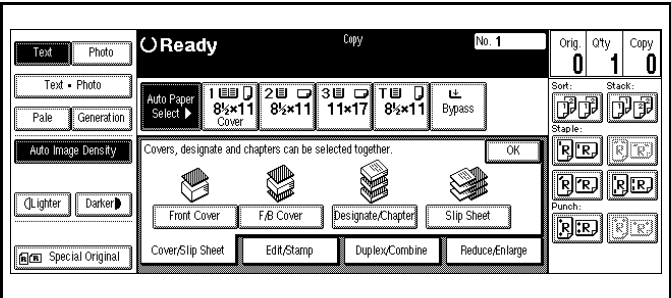 Text
Photo
Text • Photo
Pale
Generation
Auto Image Density
Lighter
Darker
Special Original
Ready
Copy
No. 1
Auto Paper
Select ▶
1
8½×11
Cover
2
8½×11
3
11×17
T
8½×11
Bypass
Covers, designate and chapters can be selected together.
OK
Front Cover
F/B Cover
Designate/Chapter
Slip Sheet
Cover/Slip Sheet
Edit/Stamp
Duplex/Combine
Reduce/Enlarge
Orig.
Q'ty
Copy
0
1
0
Sort:
Stack:
Staple:
Punch: